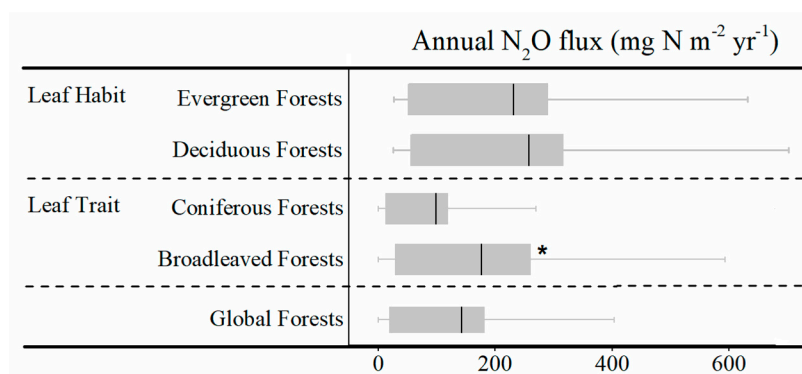 Annual N₂O flux (mg N m⁻² yr⁻¹)
Leaf Habit Evergreen Forests
Deciduous Forests
Leaf Trait Coniferous Forests
Broadleaved Forests *
Global Forests
0 200 400 600